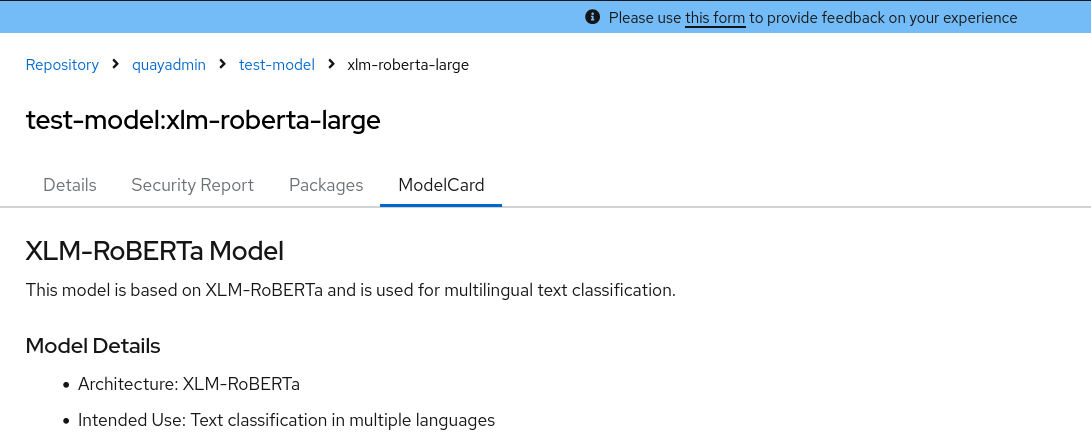 Please use this form to provide feedback on your experience
Repository > quayadmin > test-model > xlm-roberta-large
test-model:xlm-roberta-large
Details Security Report Packages ModelCard
XLM-RoBERTa Model
This model is based on XLM-RoBERTa and is used for multilingual text classification.
Model Details
• Architecture: XLM-RoBERTa
• Intended Use: Text classification in multiple languages